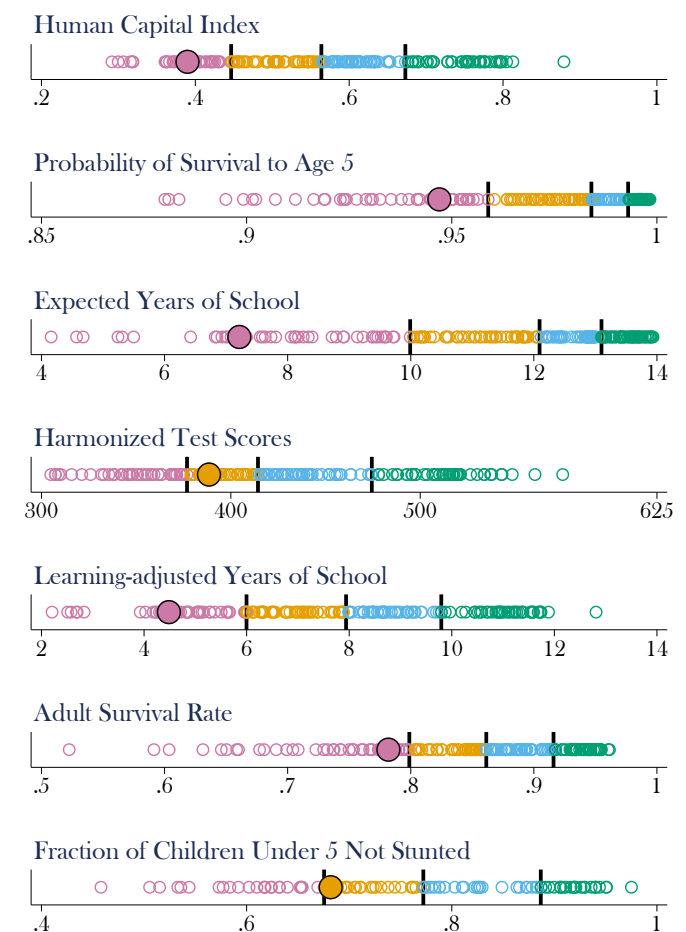 Human Capital Index
.2 .4 .6 .8 1
Probability of Survival to Age 5
.85 .9 .95 1
Expected Years of School
4 6 8 10 12 14
Harmonized Test Scores
300 400 500 625
Learning-adjusted Years of School
2 4 6 8 10 12 14
Adult Survival Rate
.5 .6 .7 .8 .9 1
Fraction of Children Under 5 Not Stunted
.4 .6 .8 1